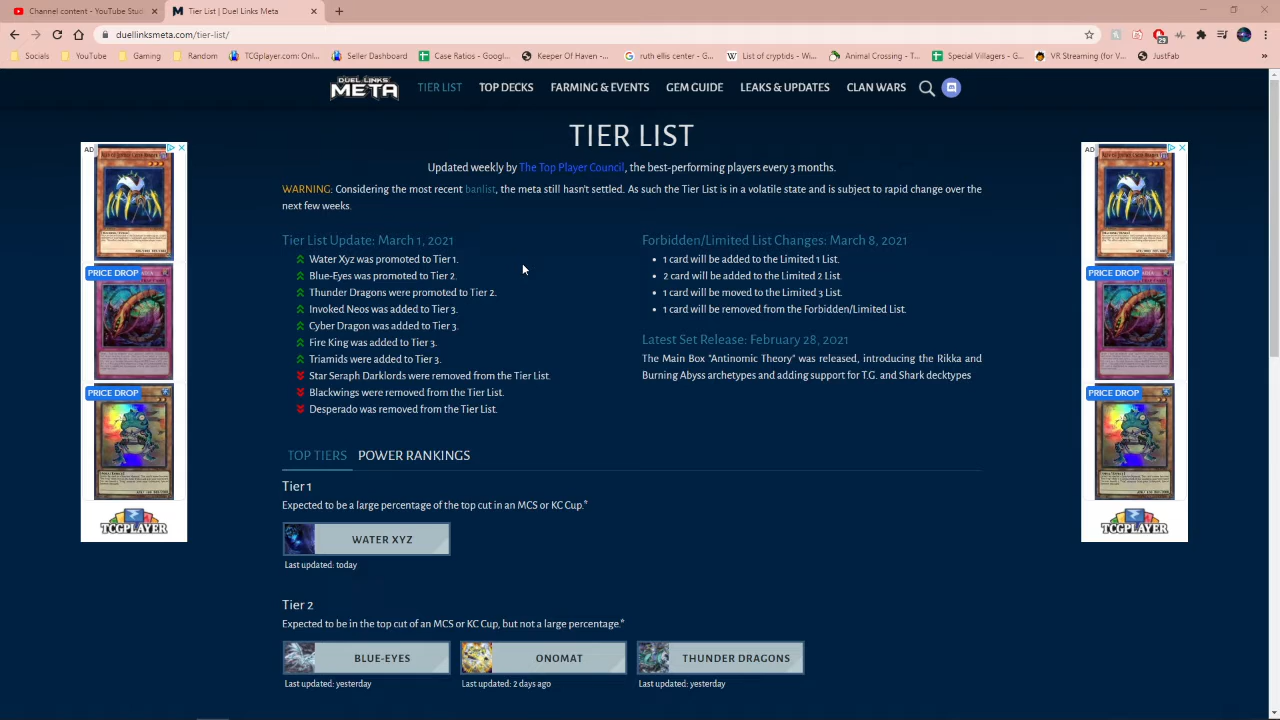 Content - YouTube Stud
Tier List | Duel Links Meta
duellinksmeta.com/tier-list/
23
Socials
YouTube
Gaming
TCGplayer.com: Onli...
Seller Dashboard
Case Ratios - Googl...
Keeper Of Haven -...
ruth ellis center - G...
List of cryptids - Wi...
Animal Crossing - T...
Special Villagers - G...
VR Streaming (for V...
JustFab
DUEL LINKS
META
TIER LIST
TOP DECKS
FARMING & EVENTS
GEM GUIDE
LEAKS & UPDATES
CLAN WARS
TIER LIST
Updated weekly by The Top Player Council, the best-performing players every 3 months.
WARNING: Considering the most recent banlist, the meta still hasn't settled. As such the Tier List is in a volatile state and is subject to rapid change over the
next few weeks.
Tier List Update: March 1, 2021
Water Xyz was promoted to Tier 1.
Blue-Eyes was promoted to Tier 2.
Thunder Dragons were promoted to Tier 2.
Invoked Neos was added to Tier 3.
Cyber Dragon was added to Tier 3.
Fire King was added to Tier 3.
Triamids were added to Tier 3.
Star Seraph Darklords were removed from the Tier List.
Blackwings were removed from the Tier List.
Desperado was removed from the Tier List.
Forbidden/Limited List Changes: March 8, 2021
1 card will be added to the Limited 1 List.
2 card will be added to the Limited 2 List.
1 card will be moved to the Limited 3 List.
1 card will be removed from the Forbidden/Limited List.
Latest Set Release: February 28, 2021
The Main Box "Antinomic Theory" was released, introducing the Rikka and
Burning Abyss archetypes and adding support for T.G. and Shark decktypes
TOP TIERS
POWER RANKINGS
Tier 1
Expected to be a large percentage of the top cut in an MCS or KC Cup.*
WATER XYZ
Last updated: today
Tier 2
Expected to be in the top cut of an MCS or KC Cup, but not a large percentage.*
BLUE-EYES
ONOMAT
THUNDER DRAGONS
Last updated: yesterday
Last updated: 2 days ago
Last updated: yesterday
AD
PRICE DROP
PRICE DROP
TCGPLAYER
AD
PRICE DROP
PRICE DROP
TCGPLAYER